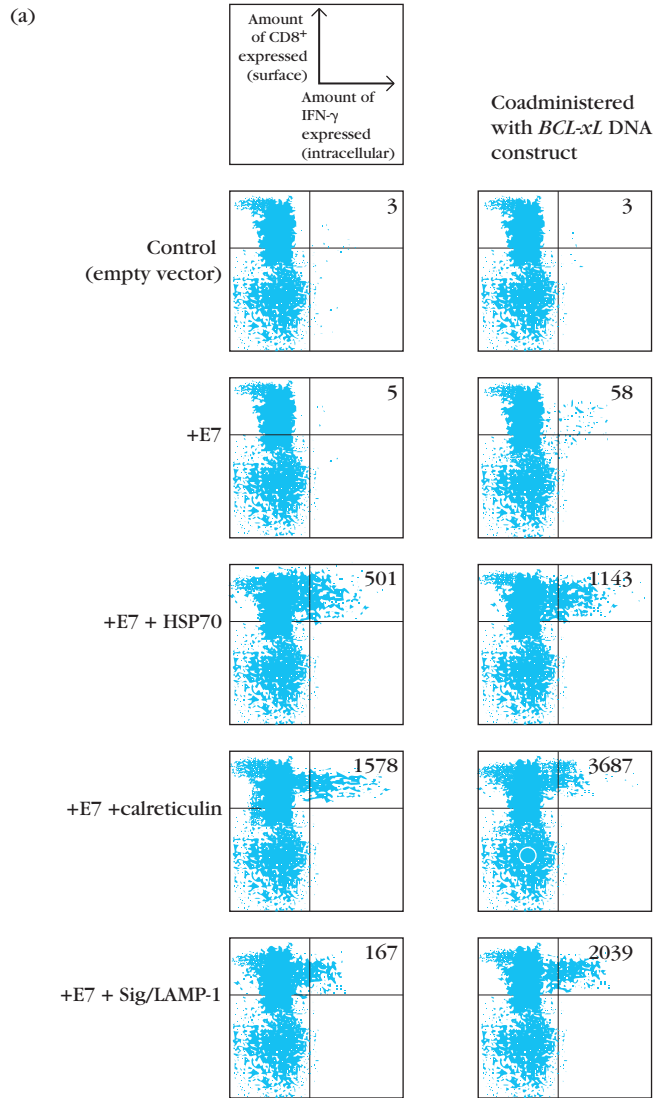 (a)
Amount
of CD8+
expressed
(surface)
Amount of
IFN-γ
expressed
(intracellular)
Coadministered
with BCL-xL DNA
construct
Control
(empty vector)
3
3
+E7
5
58
+E7 + HSP70
501
1143
+E7 +calreticulin
1578
3687
+E7 + Sig/LAMP-1
167
2039